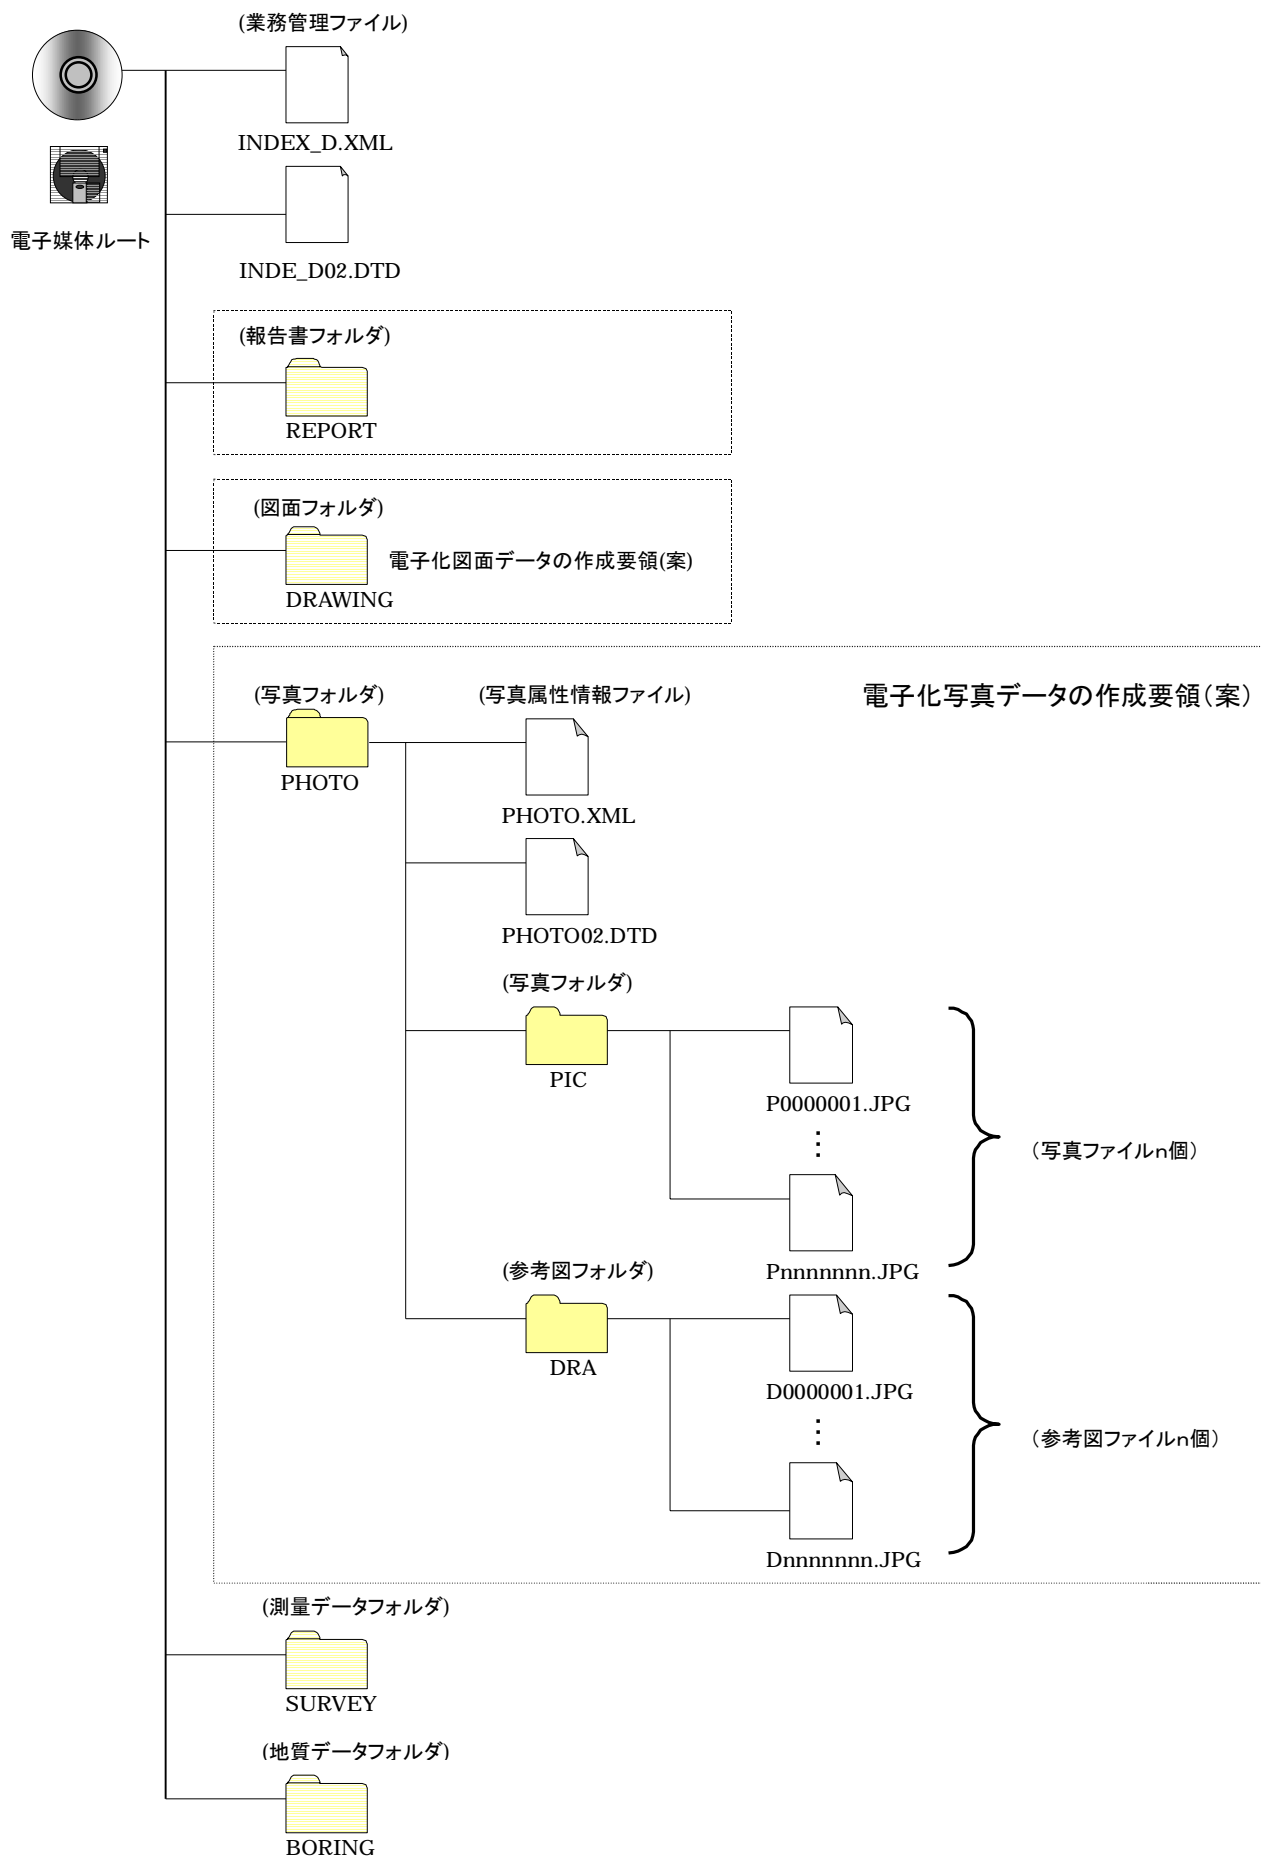 (業務管理ファイル)
INDEX_D.XML
電子媒体ルート
INDE_D02.DTD
(報告書フォルダ)
REPORT
(図面フォルダ)
電子化図面データの作成要領(案)
DRAWING
(写真フォルダ)
(写真属性情報ファイル)
電子化写真データの作成要領(案)
PHOTO
PHOTO.XML
PHOTO02.DTD
(写真フォルダ)
PIC
P0000001.JPG
⋮
(写真ファイルn個)
Pnnnnnnn.JPG
(参考図フォルダ)
DRA
D0000001.JPG
⋮
(参考図ファイルn個)
Dnnnnnnn.JPG
(測量データフォルダ)
SURVEY
(地質データフォルダ)
BORING